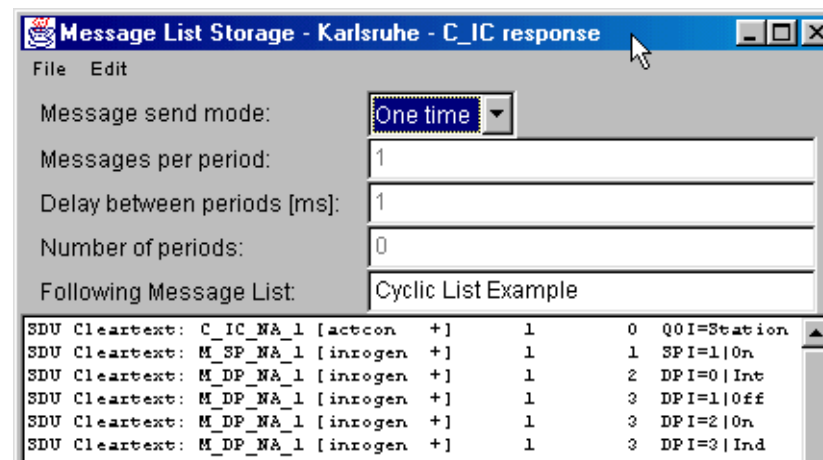 Message List Storage - Karlsruhe - C_IC response
File Edit
Message send mode: One time
Messages per period: 1
Delay between periods [ms]: 1
Number of periods: 0
Following Message List: Cyclic List Example
SDU Cleartext: C_IC_NA_1 [actcon +] 1 0 QOI=Station
SDU Cleartext: M_SP_NA_1 [inrogen +] 1 1 SPI=1|On
SDU Cleartext: M_DP_NA_1 [inrogen +] 1 2 DPI=0|Int
SDU Cleartext: M_DP_NA_1 [inrogen +] 1 3 DPI=1|Off
SDU Cleartext: M_DP_NA_1 [inrogen +] 1 3 DPI=2|On
SDU Cleartext: M_DP_NA_1 [inrogen +] 1 3 DPI=3|Ind